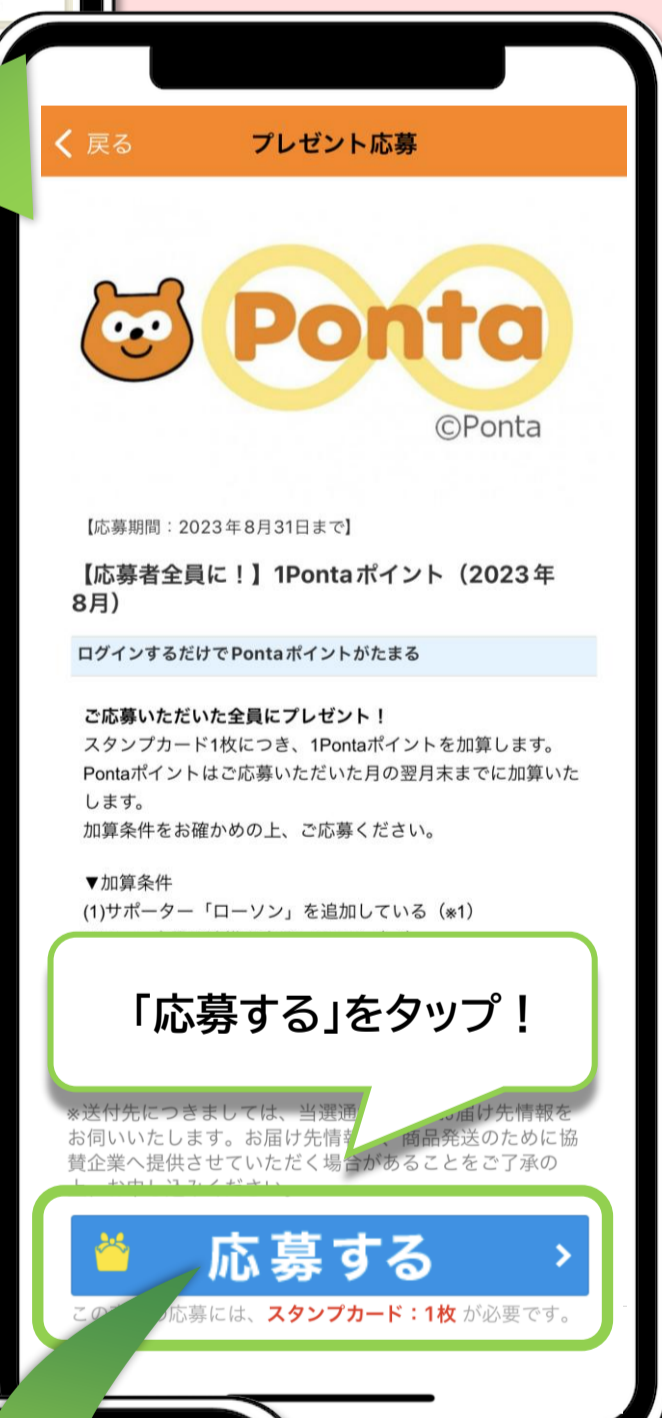 戻る
プレゼント応募
Ponta
©Ponta
【応募期間：2023年8月31日まで】
【応募者全員に！】1Pontaポイント（2023年
8月）
ログインするだけでPontaポイントがたまる
ご応募いただいた全員にプレゼント！
スタンプカード1枚につき、1Pontaポイントを加算します。
Pontaポイントはご応募いただいた月の翌月末までに加算いた
します。
加算条件をお確かめの上、ご応募ください。
▼加算条件
(1)サポーター「ローソン」を追加している（※1）
「応募する」をタップ！
※送付先につきましては、当選通 届け先情報を
お伺いいたします。お届け先情 商品発送のために協
賛企業へ提供させていただく場合があることをご了承の
応募する
この 応募には、スタンプカード：1枚 が必要です。